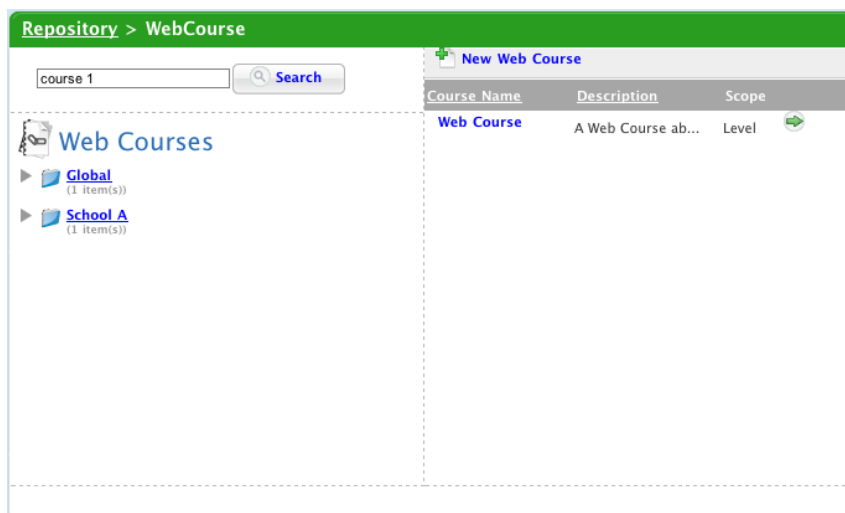 Repository > WebCourse
course 1
Search
Web Courses
Global
(1 item(s))
School A
(1 item(s))
New Web Course
Course Name Description Scope
Web Course A Web Course ab... Level